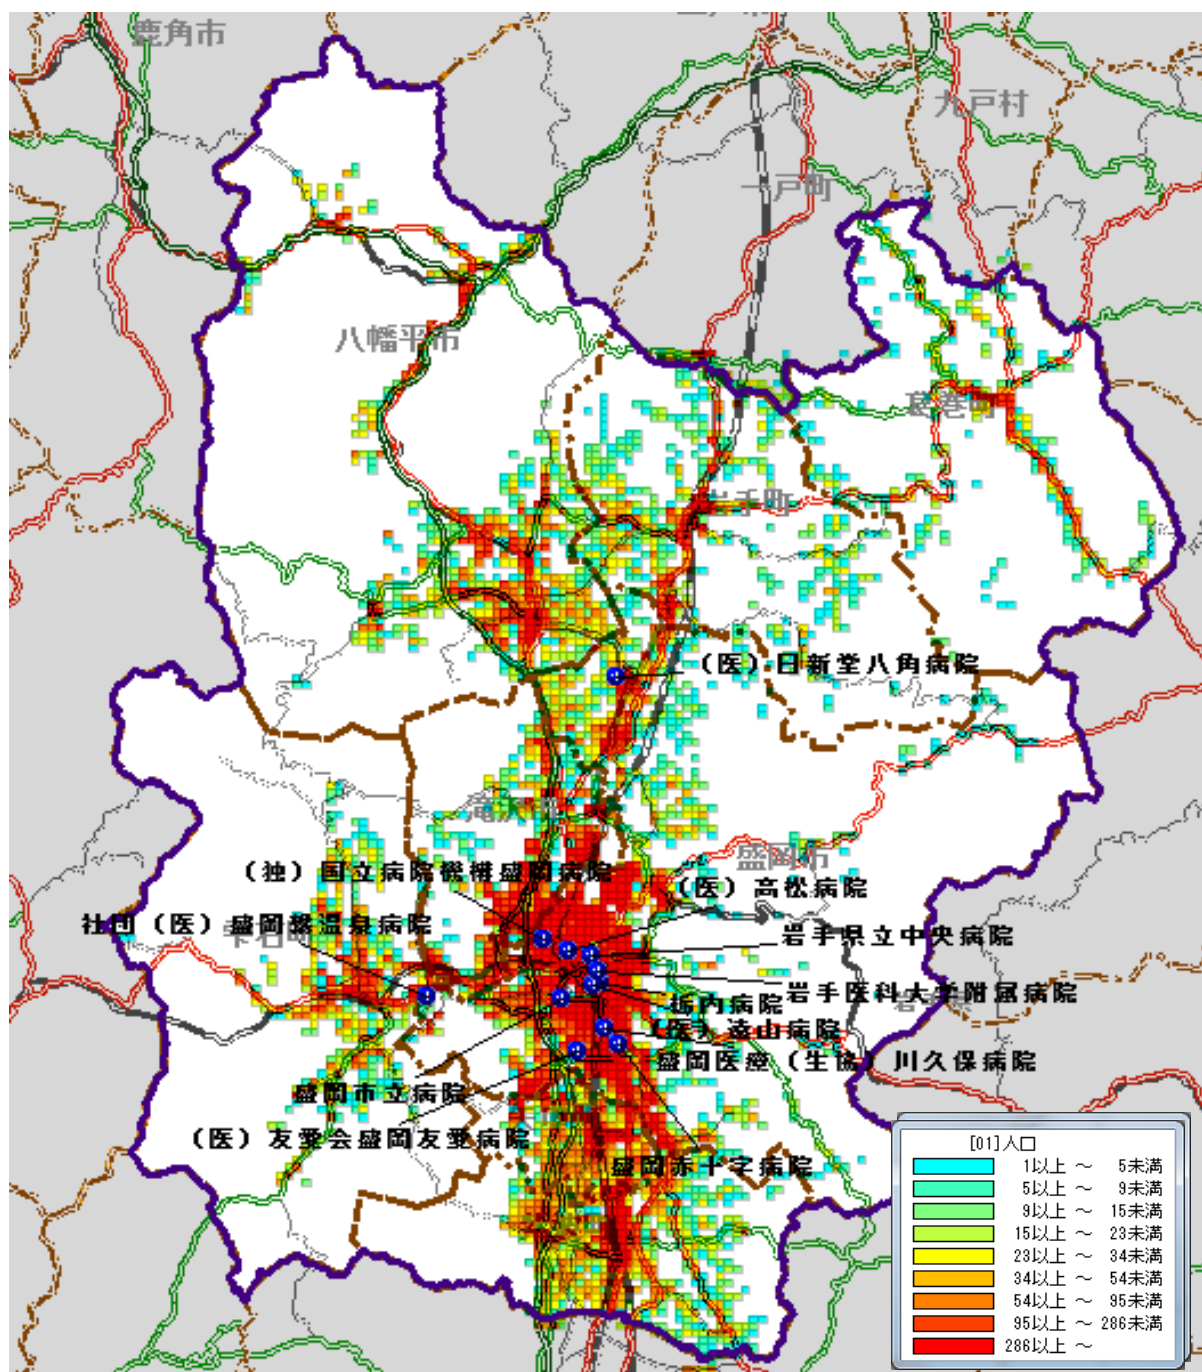 鹿角市
九戸村
一戸町
八幡平市
葛巻町
岩手町
(医)日新堂八角病院
盛岡市
(独)国立病院機構盛岡病院
(医)高松病院
社団(医)盛岡繋温泉病院
岩手県立中央病院
岩手医科大学附属病院
栃内病院
(医)遠山病院
盛岡医療(生協)川久保病院
盛岡市立病院
(医)友愛会盛岡友愛病院
盛岡赤十字病院
[01]人口
1以上 ~ 5未満
5以上 ~ 9未満
9以上 ~ 15未満
15以上 ~ 23未満
23以上 ~ 34未満
34以上 ~ 54未満
54以上 ~ 95未満
95以上 ~ 286未満
286以上 ~